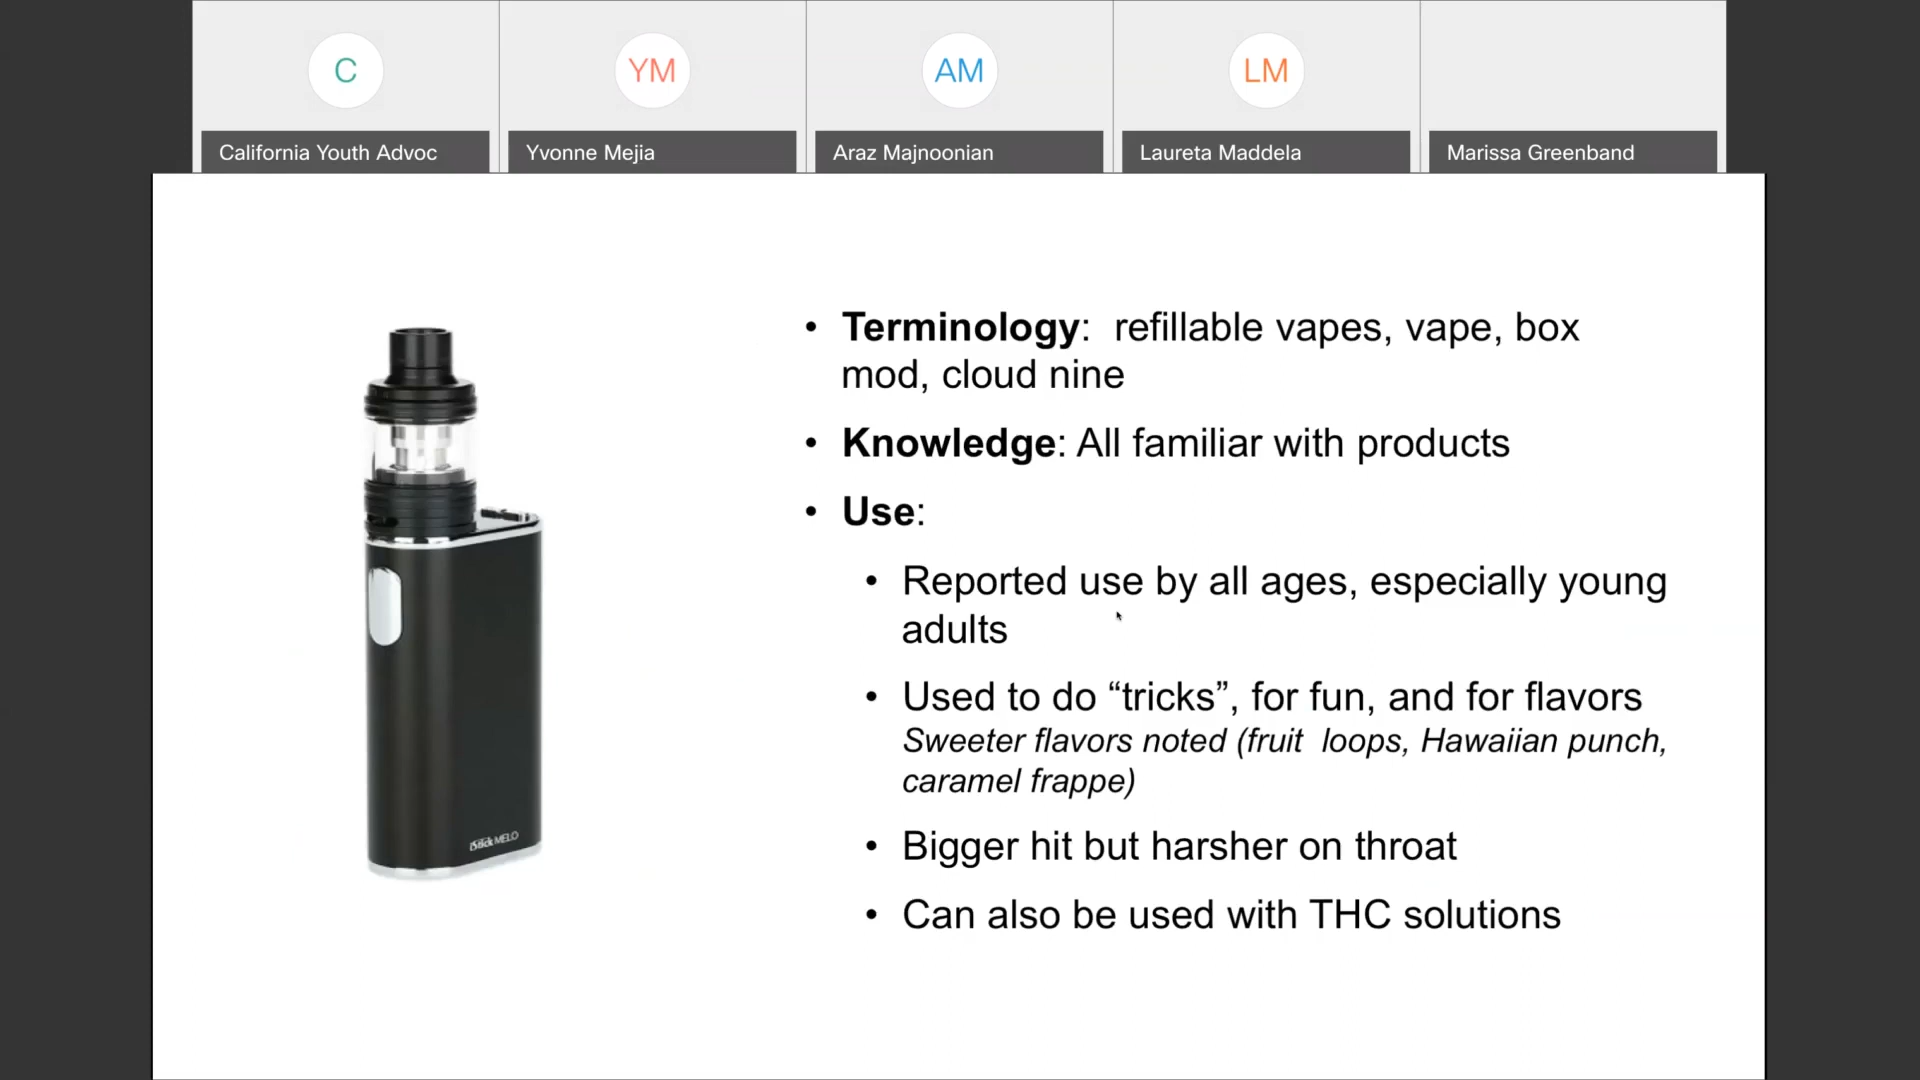 C
YM
AM
LM
California Youth Advoc
Yvonne Mejia
Araz Majnoonian
Laureta Maddela
Marissa Greenband
• Terminology:  refillable vapes, vape, box
mod, cloud nine
• Knowledge: All familiar with products
• Use:
• Reported use by all ages, especially young
adults
• Used to do “tricks”, for fun, and for flavors
Sweeter flavors noted (fruit  loops, Hawaiian punch,
caramel frappe)
• Bigger hit but harsher on throat
• Can also be used with THC solutions
iStick MELO